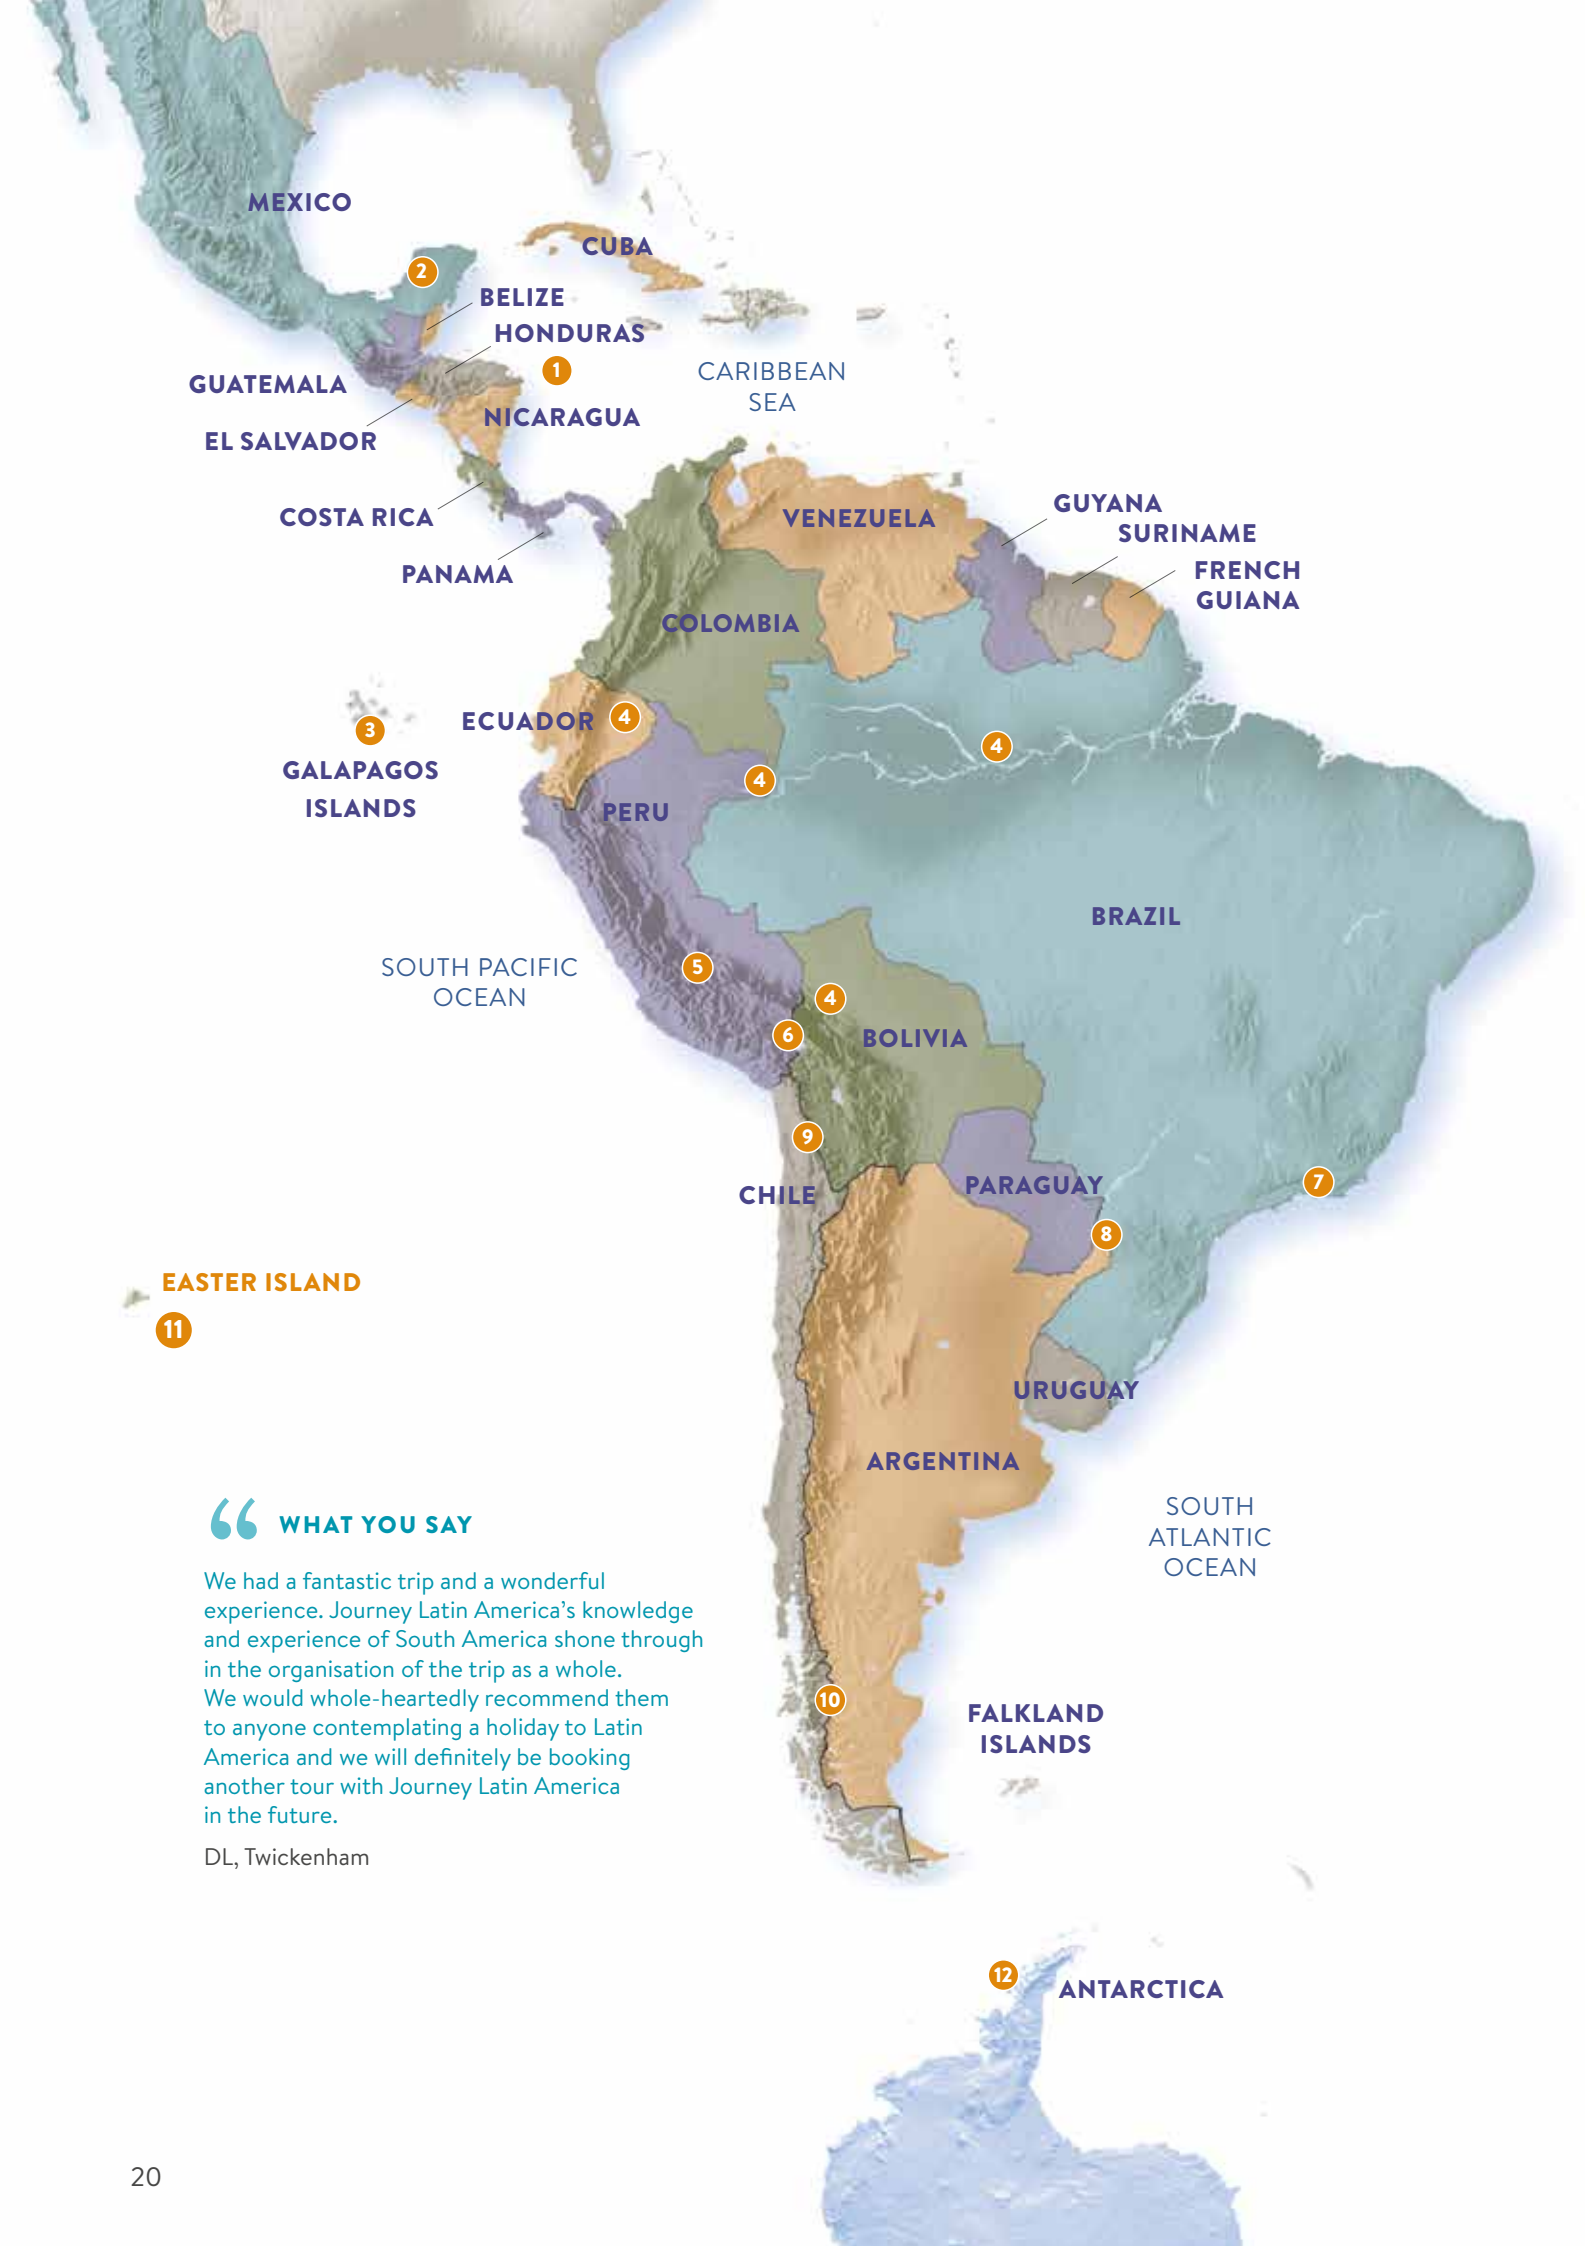 MEXICO
CUBA
2
BELIZE
HONDURAS
1
CARIBBEAN
SEA
GUATEMALA
NICARAGUA
EL SALVADOR
COSTA RICA
PANAMA
VENEZUELA
GUYANA
SURINAME
FRENCH
GUIANA
COLOMBIA
ECUADOR
4
3
GALAPAGOS
ISLANDS
4
4
PERU
BRAZIL
SOUTH PACIFIC
OCEAN
5
4
6
BOLIVIA
9
CHILE
PARAGUAY
7
8
EASTER ISLAND
11
URUGUAY
ARGENTINA
SOUTH
ATLANTIC
OCEAN
“ WHAT YOU SAY
We had a fantastic trip and a wonderful
experience. Journey Latin America’s knowledge
and experience of South America shone through
in the organisation of the trip as a whole.
We would whole-heartedly recommend them
to anyone contemplating a holiday to Latin
America and we will definitely be booking
another tour with Journey Latin America
in the future.
DL, Twickenham
10
FALKLAND
ISLANDS
12
ANTARCTICA
20